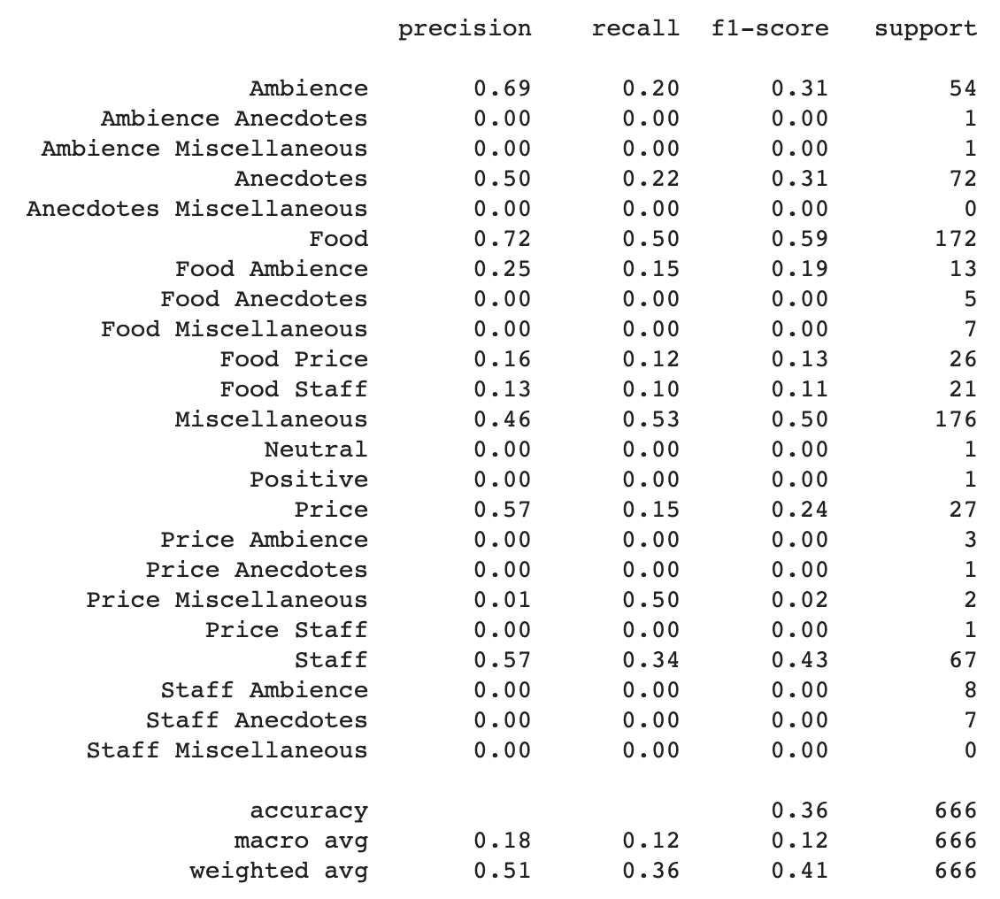 precision recall f1-score support
Ambience 0.69 0.20 0.31 54
Ambience Anecdotes 0.00 0.00 0.00 1
Ambience Miscellaneous 0.00 0.00 0.00 1
Anecdotes 0.50 0.22 0.31 72
Anecdotes Miscellaneous 0.00 0.00 0.00 0
Food 0.72 0.50 0.59 172
Food Ambience 0.25 0.15 0.19 13
Food Anecdotes 0.00 0.00 0.00 5
Food Miscellaneous 0.00 0.00 0.00 7
Food Price 0.16 0.12 0.13 26
Food Staff 0.13 0.10 0.11 21
Miscellaneous 0.46 0.53 0.50 176
Neutral 0.00 0.00 0.00 1
Positive 0.00 0.00 0.00 1
Price 0.57 0.15 0.24 27
Price Ambience 0.00 0.00 0.00 3
Price Anecdotes 0.00 0.00 0.00 1
Price Miscellaneous 0.01 0.50 0.02 2
Price Staff 0.00 0.00 0.00 1
Staff 0.57 0.34 0.43 67
Staff Ambience 0.00 0.00 0.00 8
Staff Anecdotes 0.00 0.00 0.00 7
Staff Miscellaneous 0.00 0.00 0.00 0
accuracy 0.36 666
macro avg 0.18 0.12 0.12 666
weighted avg 0.51 0.36 0.41 666